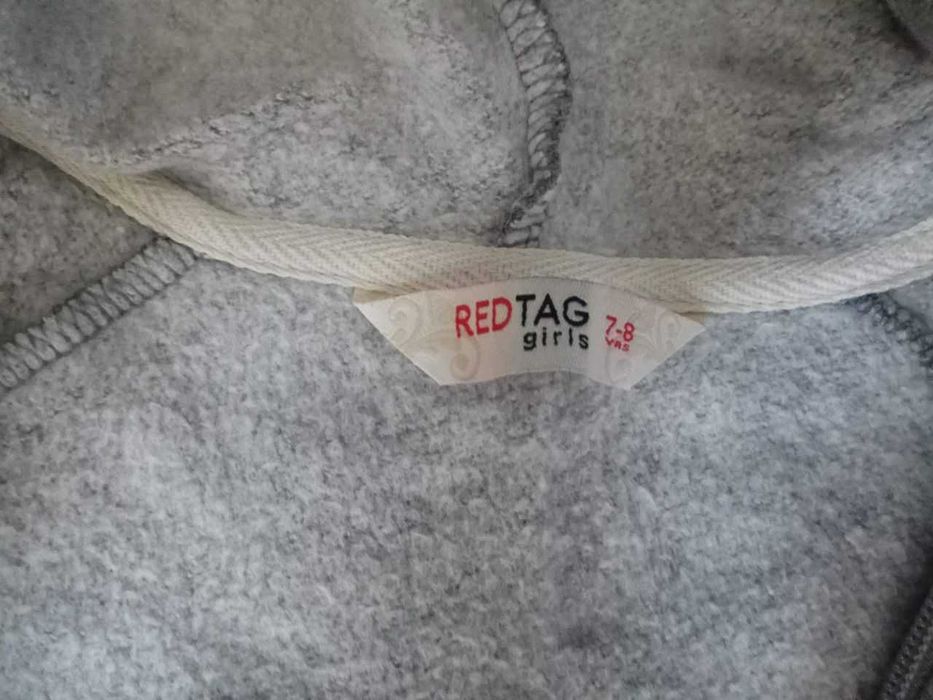 REDTAG
girls
7-8
YRS